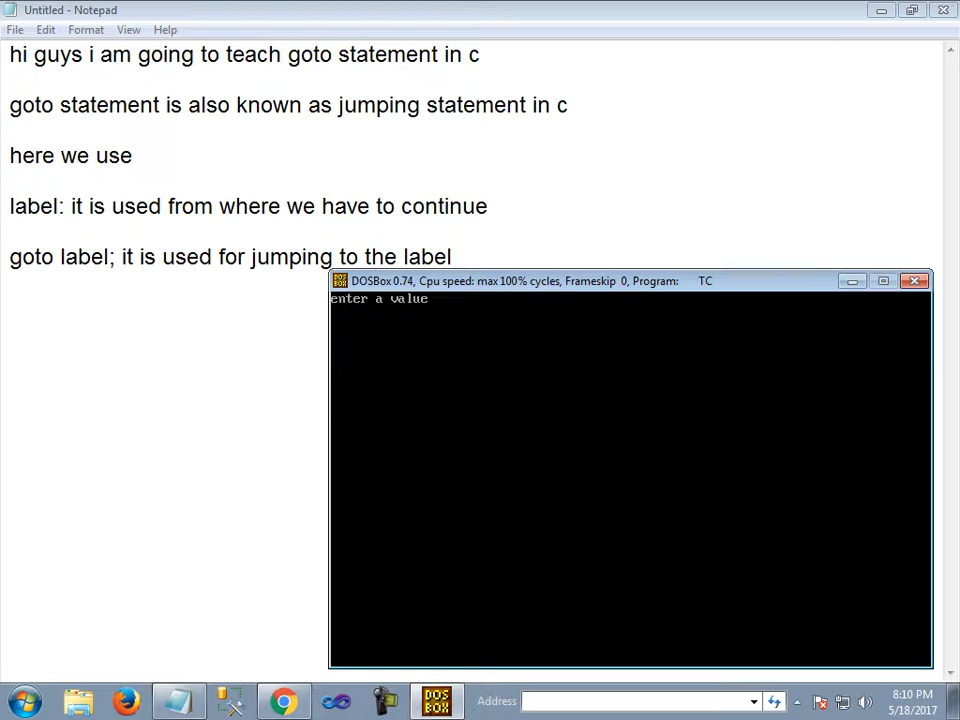 Untitled - Notepad
File Edit Format View Help
hi guys i am going to teach goto statement in c
goto statement is also known as jumping statement in c
here we use
label: it is used from where we have to continue
goto label; it is used for jumping to the label
DOSBox 0.74, Cpu speed: max 100% cycles, Frameskip 0, Program: TC
enter a value
DOS
BOX
Address
8:10 PM
5/18/2017